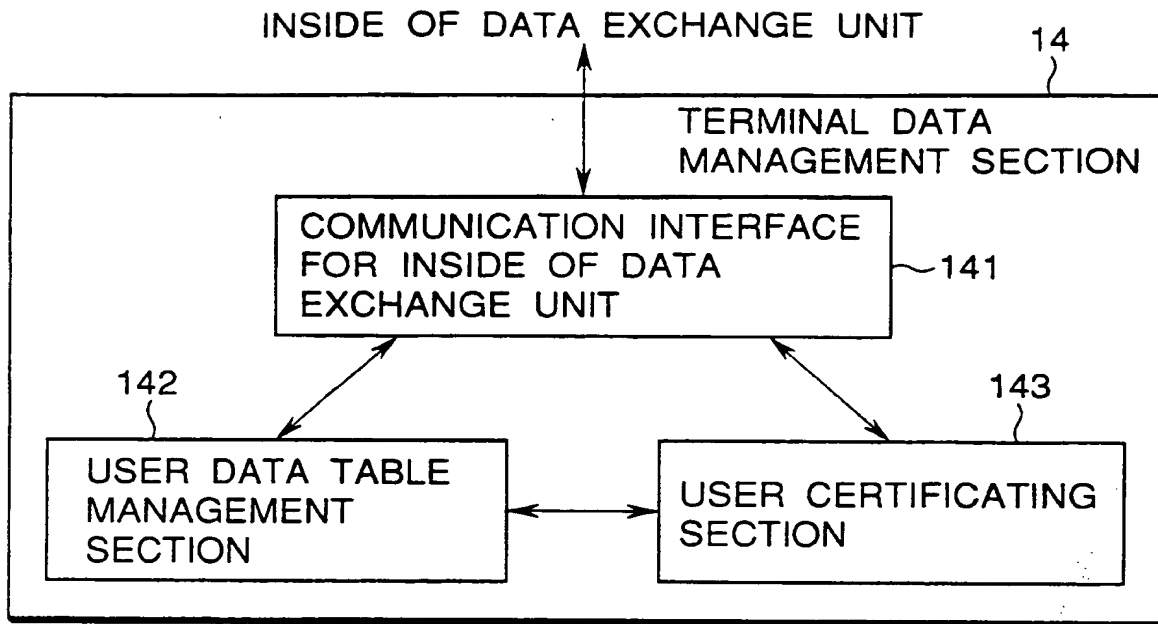 INSIDE OF DATA EXCHANGE UNIT
14
TERMINAL DATA
MANAGEMENT SECTION
COMMUNICATION INTERFACE
FOR INSIDE OF DATA
EXCHANGE UNIT
141
142
USER DATA TABLE
MANAGEMENT
SECTION
143
USER CERTIFICATING
SECTION